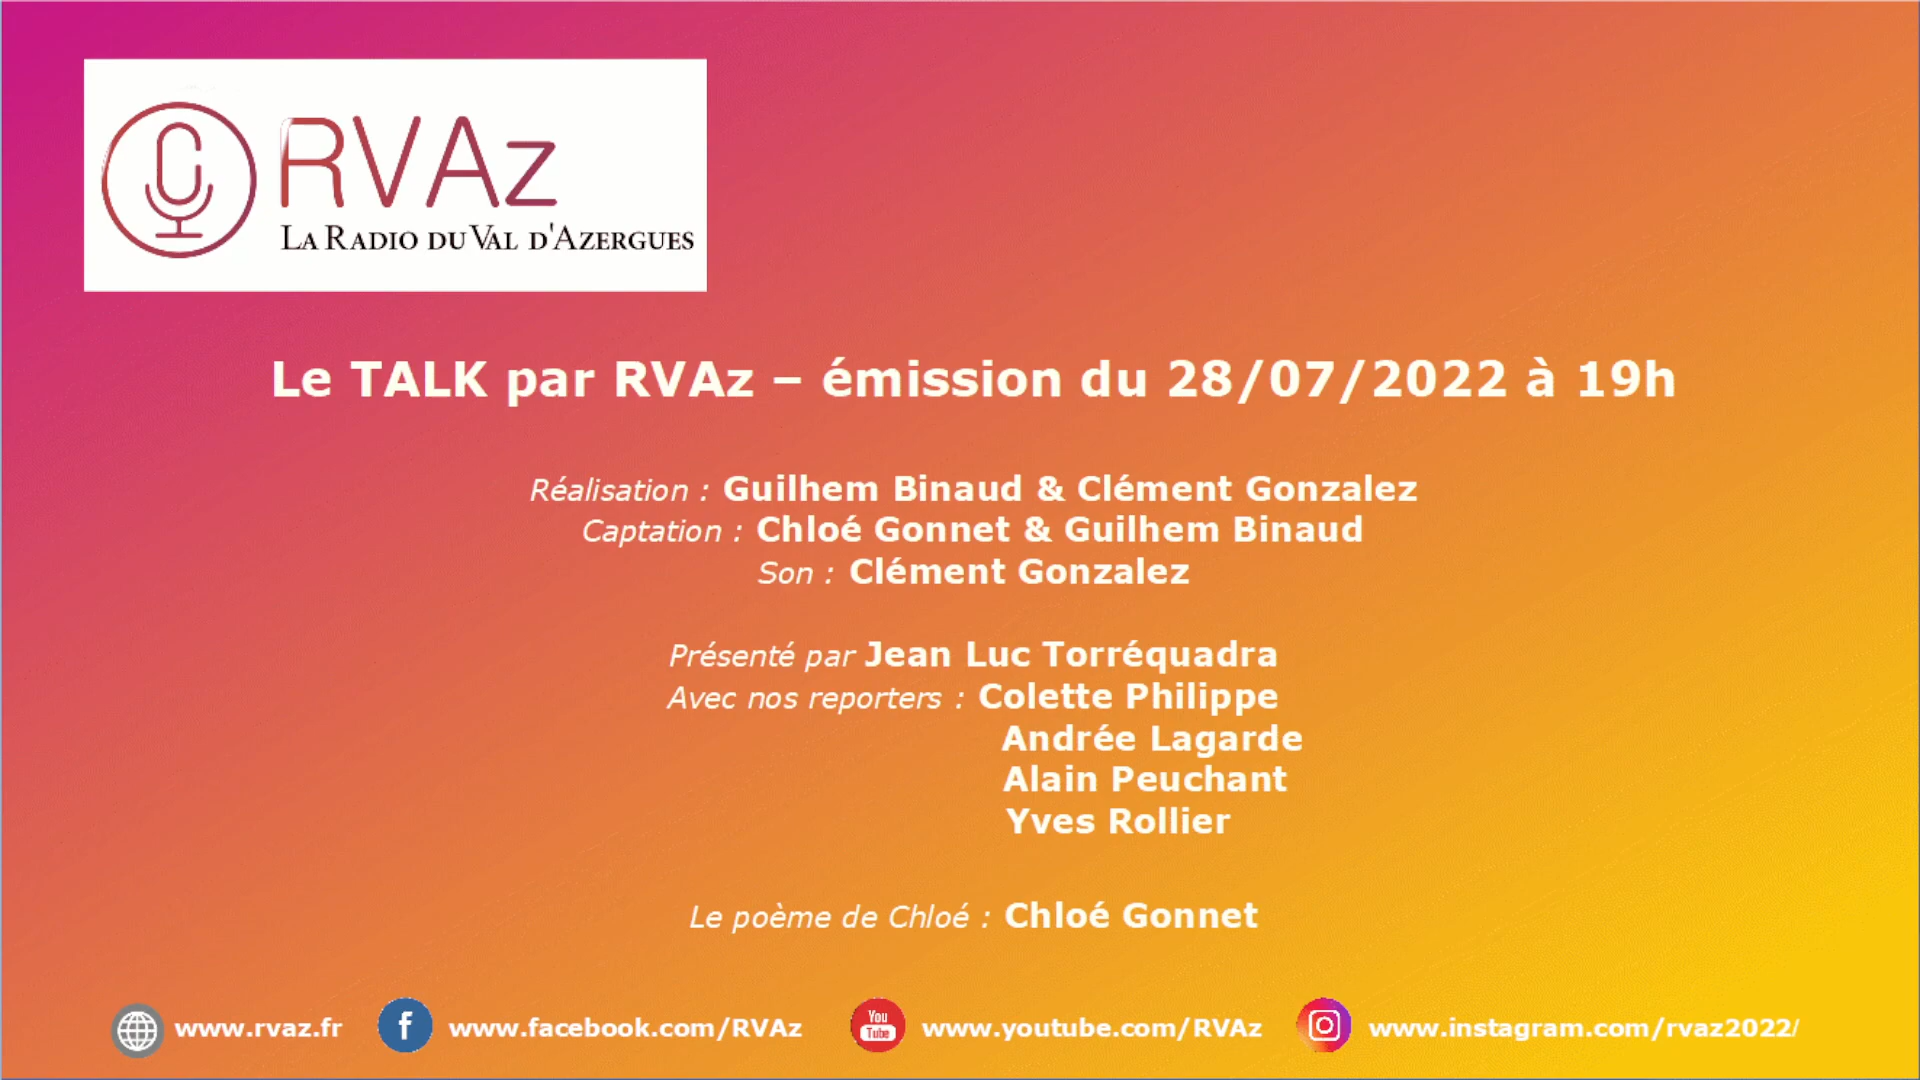 RVAz
La Radio du Val d'Azergues
Le TALK par RVAz – émission du 28/07/2022 à 19h
Réalisation : Guilhem Binaud & Clément Gonzalez
Captation : Chloé Gonnet & Guilhem Binaud
Son : Clément Gonzalez
Présenté par Jean Luc Torréquadra
Avec nos reporters : Colette Philippe
Andrée Lagarde
Alain Peuchant
Yves Rollier
Le poème de Chloé : Chloé Gonnet
www.rvaz.fr f www.facebook.com/RVAz You Tube www.youtube.com/RVAz www.instagram.com/rvaz2022/